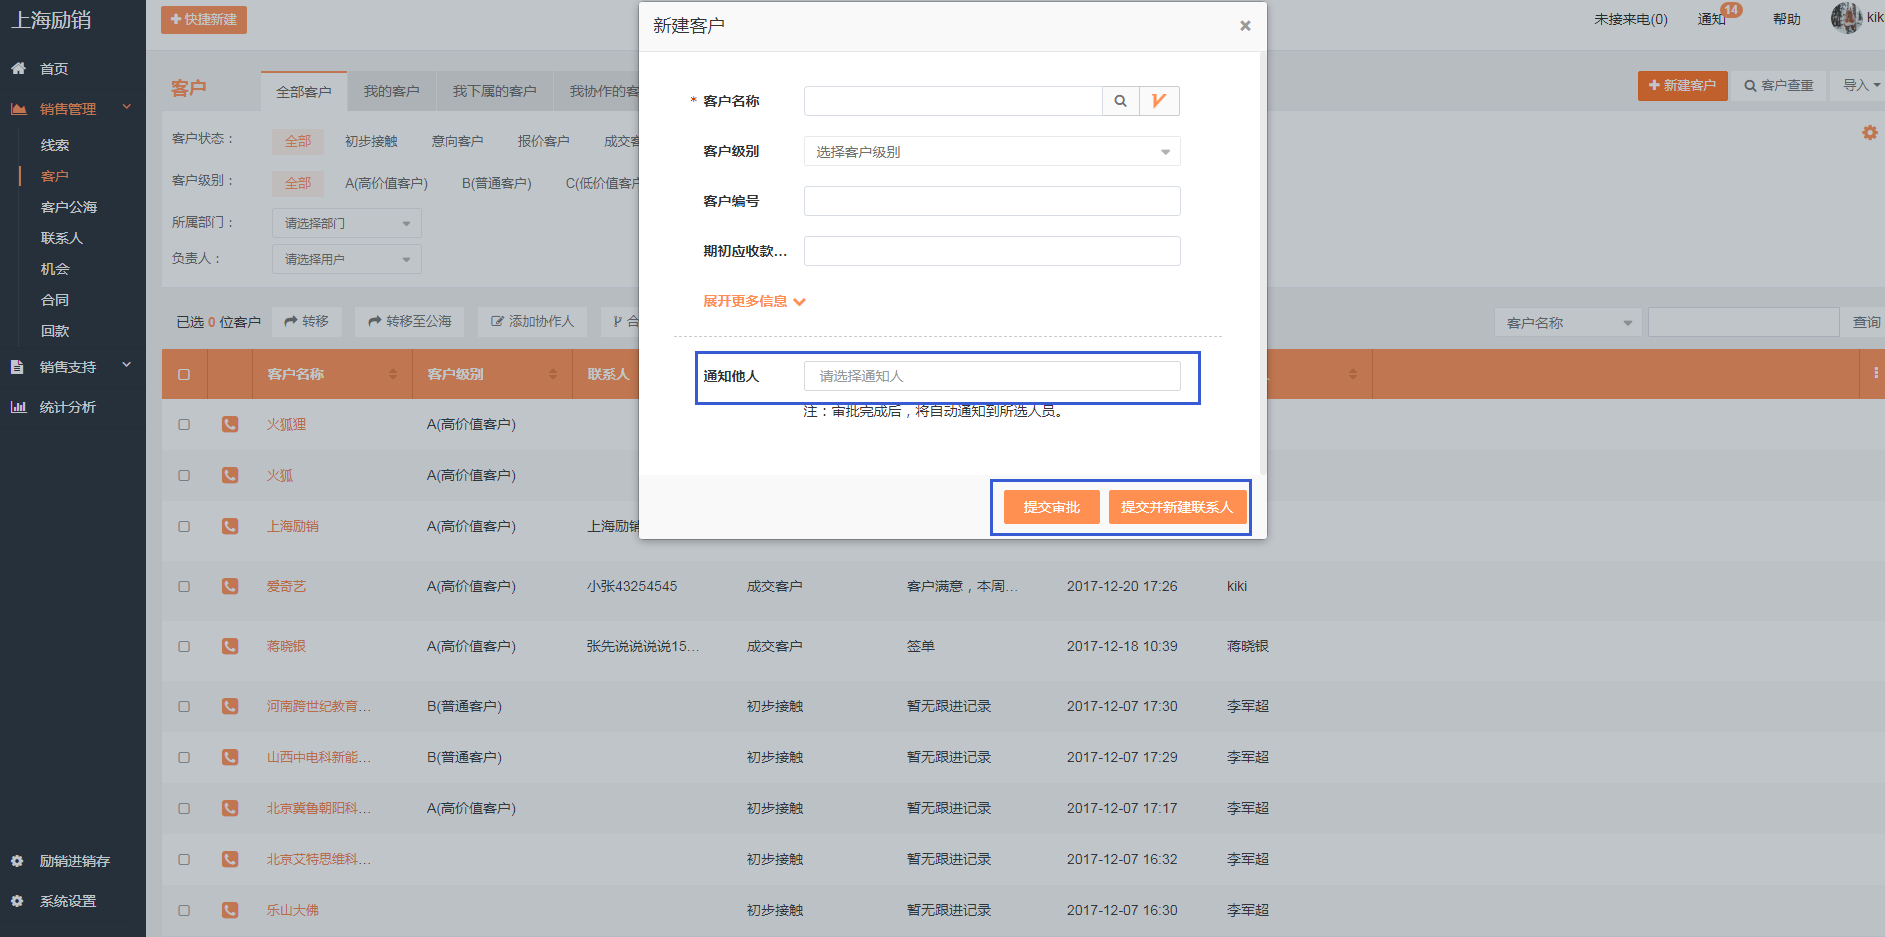 上海励销
快捷新建
未接来电(0)
通知
14
帮助
kik
首页
销售管理
线索
客户
客户公海
联系人
机会
合同
回款
销售支持
统计分析
励销进销存
系统设置
客户
全部客户
我的客户
我下属的客户
我协作的客
新建客户
客户查重
导入
客户状态：
全部
初步接触
意向客户
报价客户
成交客
客户级别：
全部
A(高价值客户)
B(普通客户)
C(低价值客户
所属部门：
请选择部门
负责人：
请选择用户
已选 0 位客户
转移
转移至公海
添加协作人
合
客户名称
查询
新建客户
×
* 客户名称
客户级别
选择客户级别
客户编号
期初应收款...
展开更多信息
通知他人
请选择通知人
注：审批完成后，将自动通知到所选人员。
提交审批
提交并新建联系人
客户名称 客户级别 联系人
火狐狸 A(高价值客户)
火狐 A(高价值客户)
上海励销 A(高价值客户) 上海励销
爱奇艺 A(高价值客户) 小张43254545 成交客户 客户满意，本周... 2017-12-20 17:26 kiki
蒋晓银 A(高价值客户) 张先说说说说15... 成交客户 签单 2017-12-18 10:39 蒋晓银
河南跨世纪教育... B(普通客户) 初步接触 暂无跟进记录 2017-12-07 17:30 李军超
山西中电科新能... B(普通客户) 初步接触 暂无跟进记录 2017-12-07 17:29 李军超
北京冀鲁朝阳科... A(高价值客户) 初步接触 暂无跟进记录 2017-12-07 17:17 李军超
北京艾特思维科... 初步接触 暂无跟进记录 2017-12-07 16:32 李军超
乐山大佛 初步接触 暂无跟进记录 2017-12-07 16:30 李军超